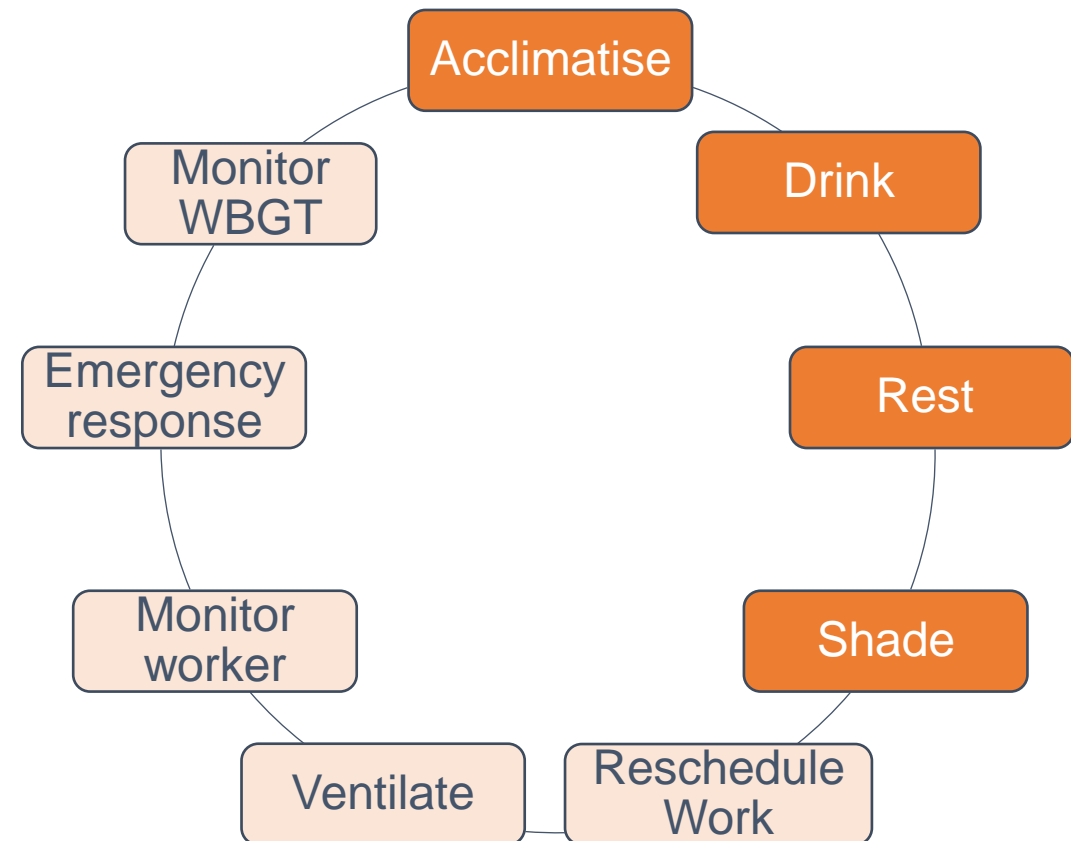 Acclimatise
Drink
Rest
Shade
Reschedule
Work
Ventilate
Monitor
worker
Emergency
response
Monitor
WBGT